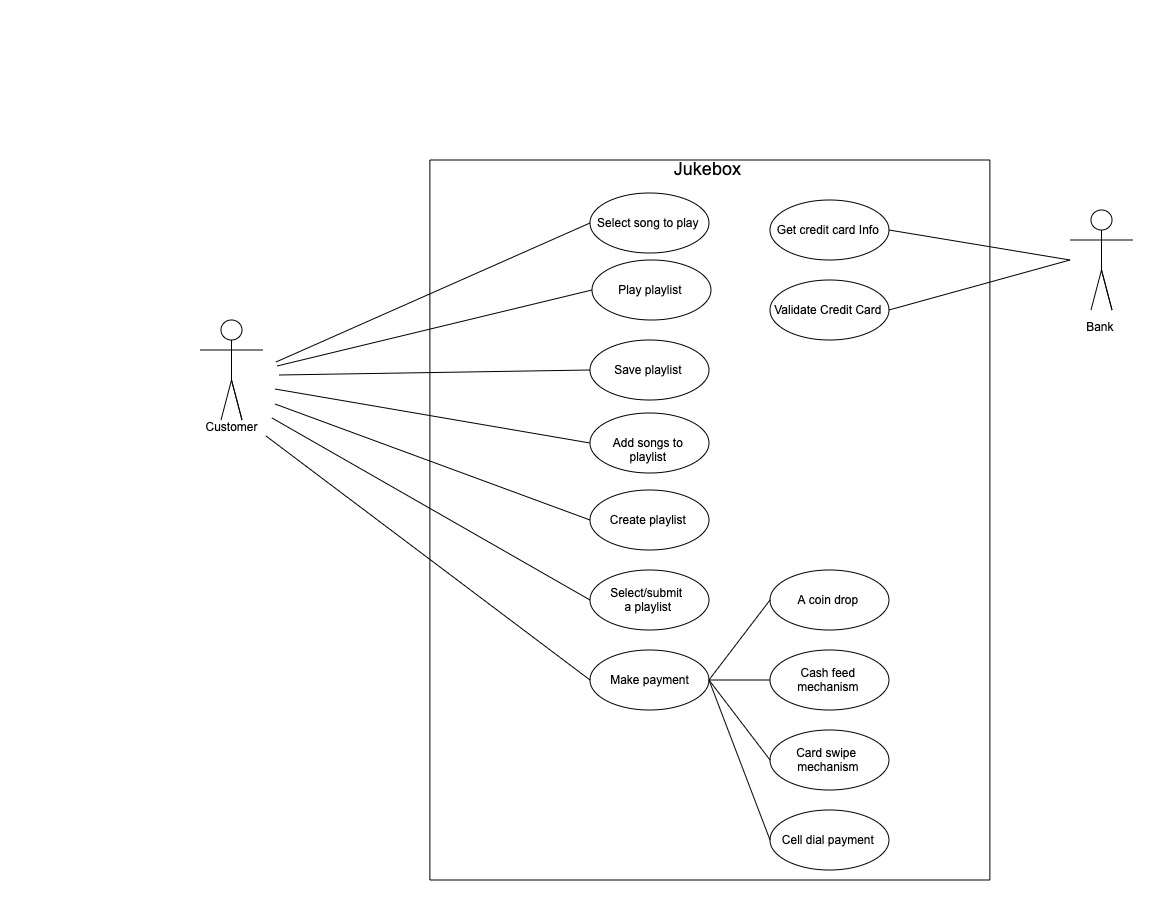 Jukebox
Select song to play
Get credit card Info
Play playlist
Validate Credit Card
Bank
Save playlist
Customer
Add songs to
playlist
Create playlist
Select/submit
a playlist
A coin drop
Make payment
Cash feed
mechanism
Card swipe
mechanism
Cell dial payment